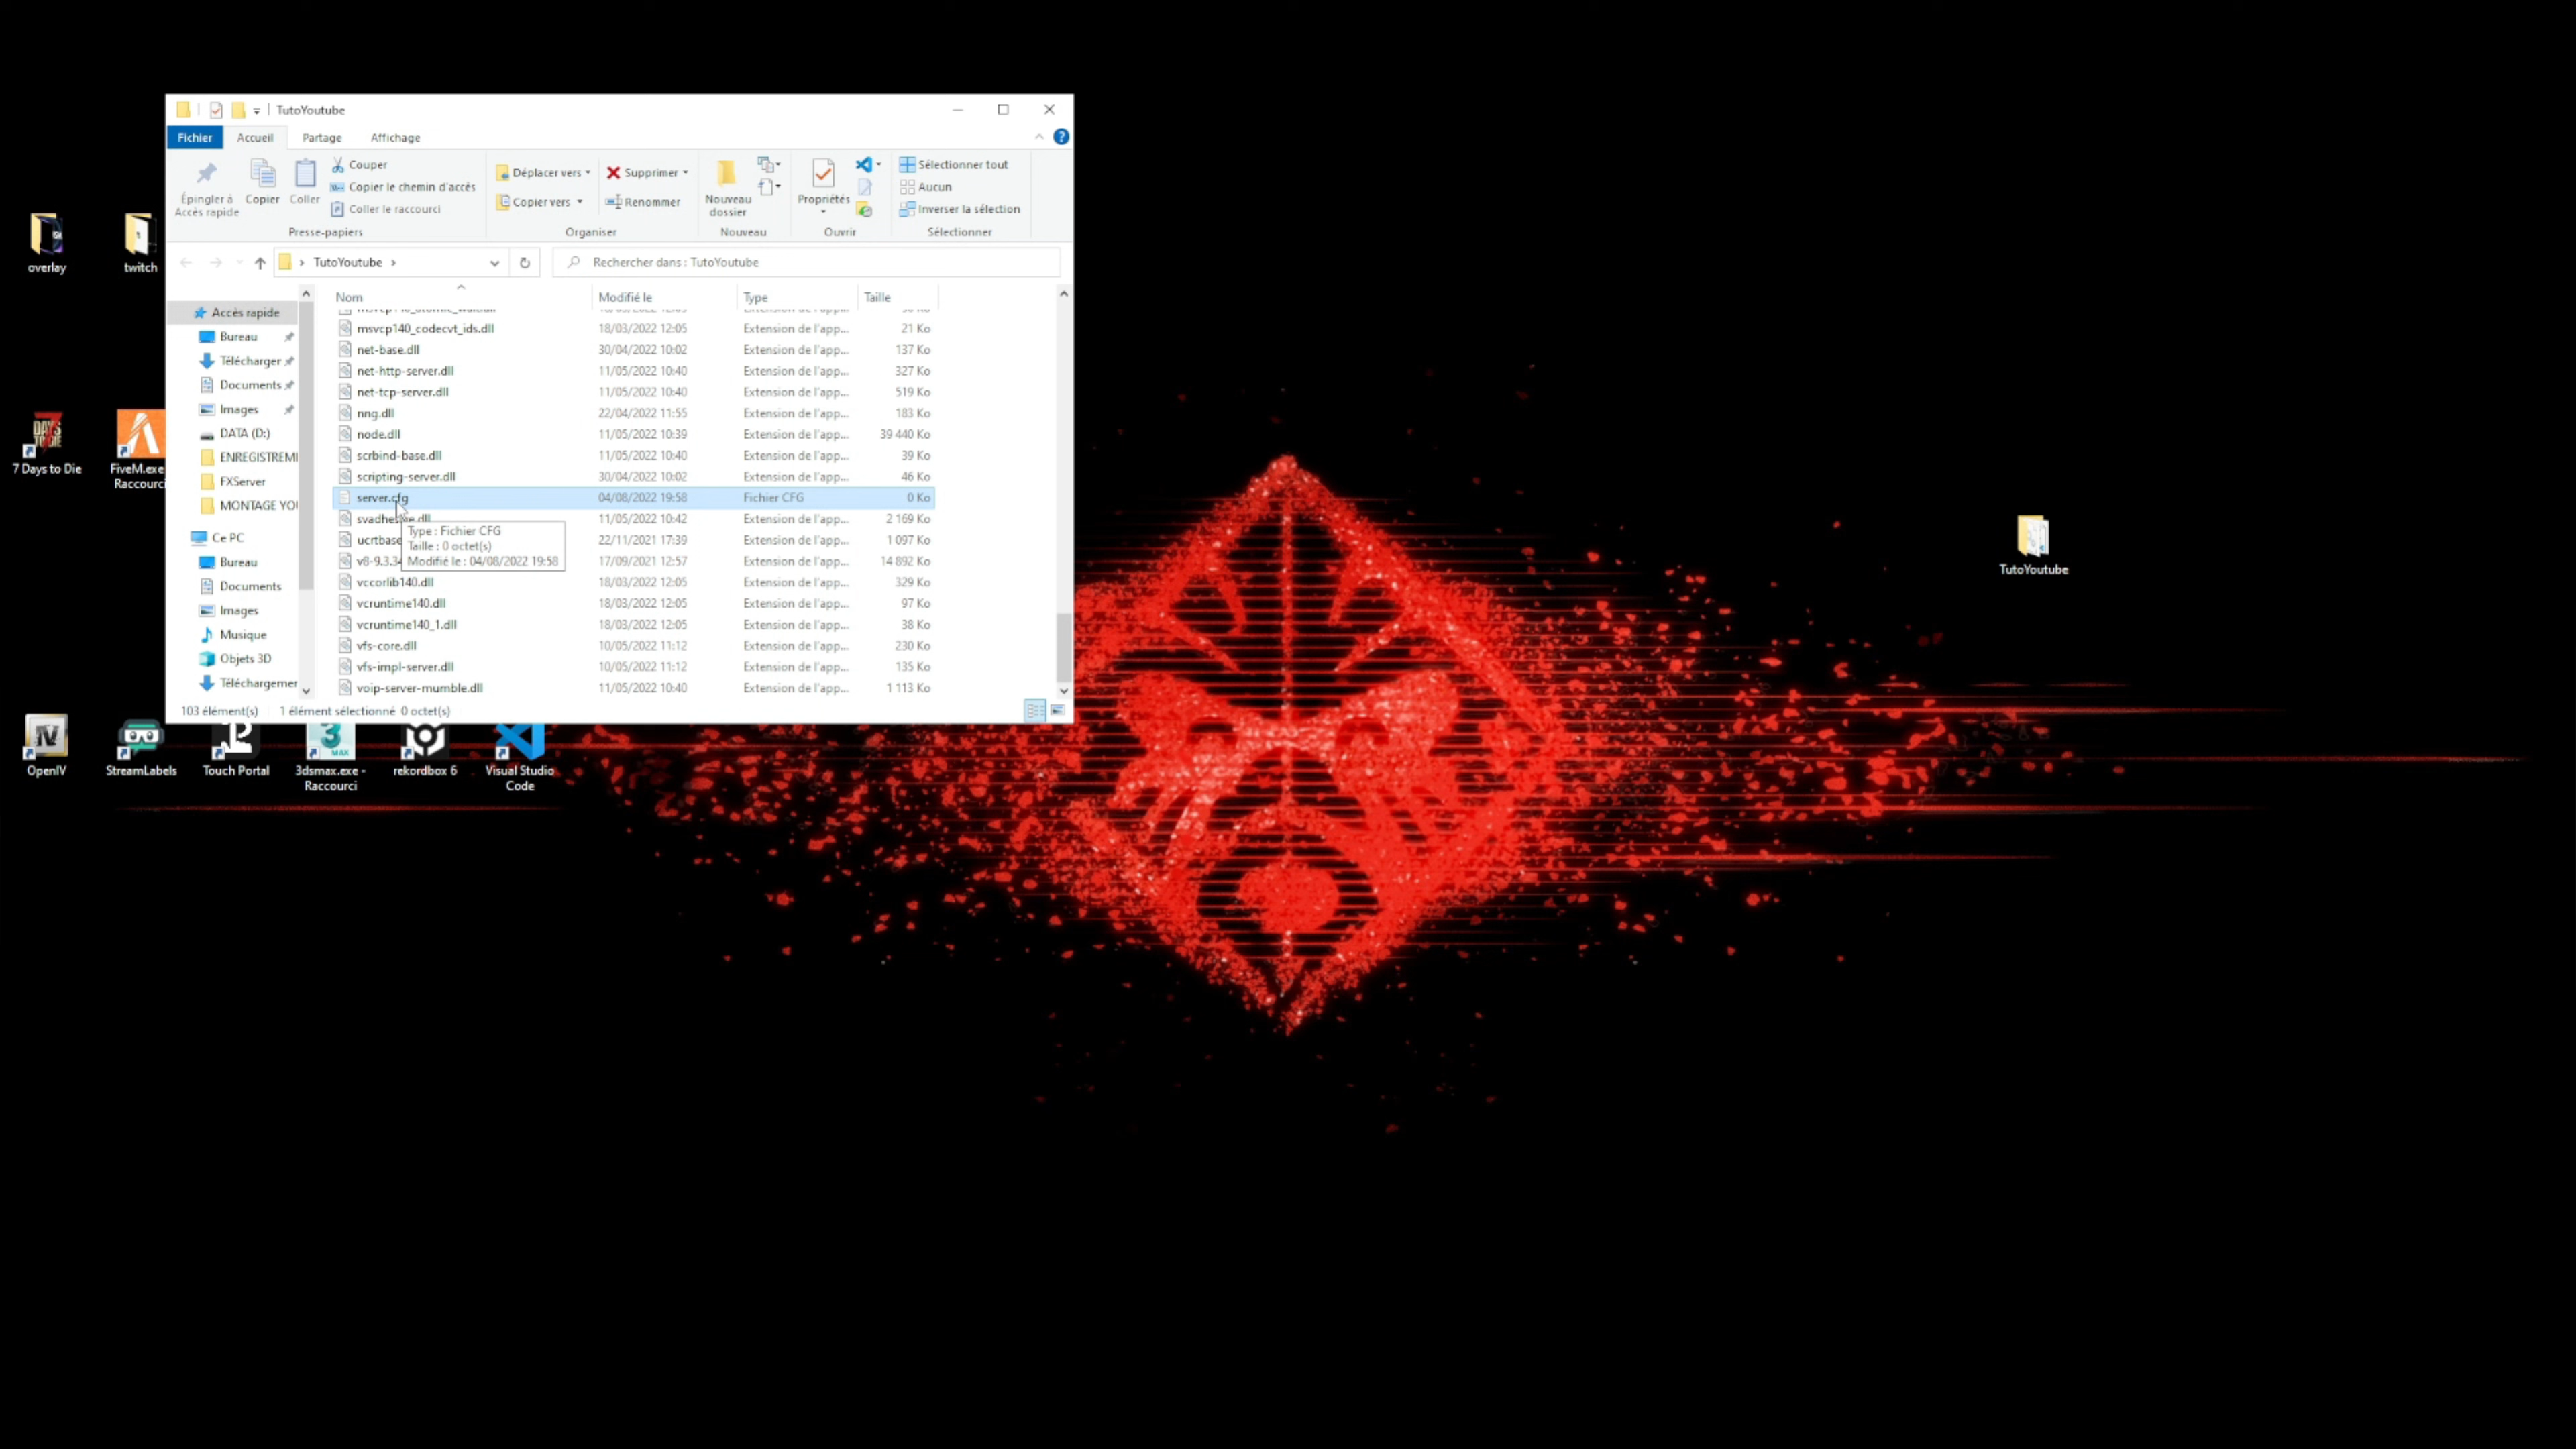 TutoYoutube
Fichier Accueil Partage Affichage
Épingler à Accès rapide
Copier
Coller
Couper
Copier le chemin d'accès
Coller le raccourci
Presse-papiers
Déplacer vers
Copier vers
Supprimer
Renommer
Organiser
Nouveau dossier
Nouveau
Propriétés
Ouvrir
Sélectionner tout
Aucun
Inverser la sélection
Sélectionner
TutoYoutube
Rechercher dans : TutoYoutube
Accès rapide
Bureau
Télécharger
Documents
Images
DATA (D:)
ENREGISTREM
FXServer
MONTAGE YO
Ce PC
Bureau
Documents
Images
Musique
Objets 3D
Téléchargemer
Nom Modifié le Type Taille
msvcp140_codecvt_ids.dll 18/03/2022 12:05 Extension de l'app... 21 Ko
net-base.dll 30/04/2022 10:02 Extension de l'app... 137 Ko
net-http-server.dll 11/05/2022 10:40 Extension de l'app... 327 Ko
net-tcp-server.dll 11/05/2022 10:40 Extension de l'app... 519 Ko
nng.dll 22/04/2022 11:55 Extension de l'app... 183 Ko
node.dll 11/05/2022 10:39 Extension de l'app... 39 440 Ko
scrbind-base.dll 11/05/2022 10:40 Extension de l'app... 39 Ko
scripting-server.dll 30/04/2022 10:02 Extension de l'app... 46 Ko
server.cfg 04/08/2022 19:58 Fichier CFG 0 Ko
11/05/2022 10:42 Extension de l'app... 2 169 Ko
ucrtbase 22/11/2021 17:39 Extension de l'app... 1 097 Ko
v8-9.3.34 17/09/2021 12:57 Extension de l'app... 14 892 Ko
vccorlib140.dll 18/03/2022 12:05 Extension de l'app... 329 Ko
vcruntime140.dll 18/03/2022 12:05 Extension de l'app... 97 Ko
vcruntime140_1.dll 18/03/2022 12:05 Extension de l'app... 38 Ko
vfs-core.dll 10/05/2022 11:12 Extension de l'app... 230 Ko
vfs-impl-server.dll 10/05/2022 11:12 Extension de l'app... 135 Ko
voip-server-mumble.dll 11/05/2022 10:40 Extension de l'app... 1 113 Ko
Type : Fichier CFG
Taille : 0 octet(s)
Modifié le : 04/08/2022 19:58
103 élément(s) 1 élément sélectionné 0 octet(s)
overlay
twitch
7 Days to Die
FiveM.exe
Raccourci
TutoYoutube
OpenIV
StreamLabels
Touch Portal
3dsmax.exe -
Raccourci
rekordbox 6
Visual Studio
Code